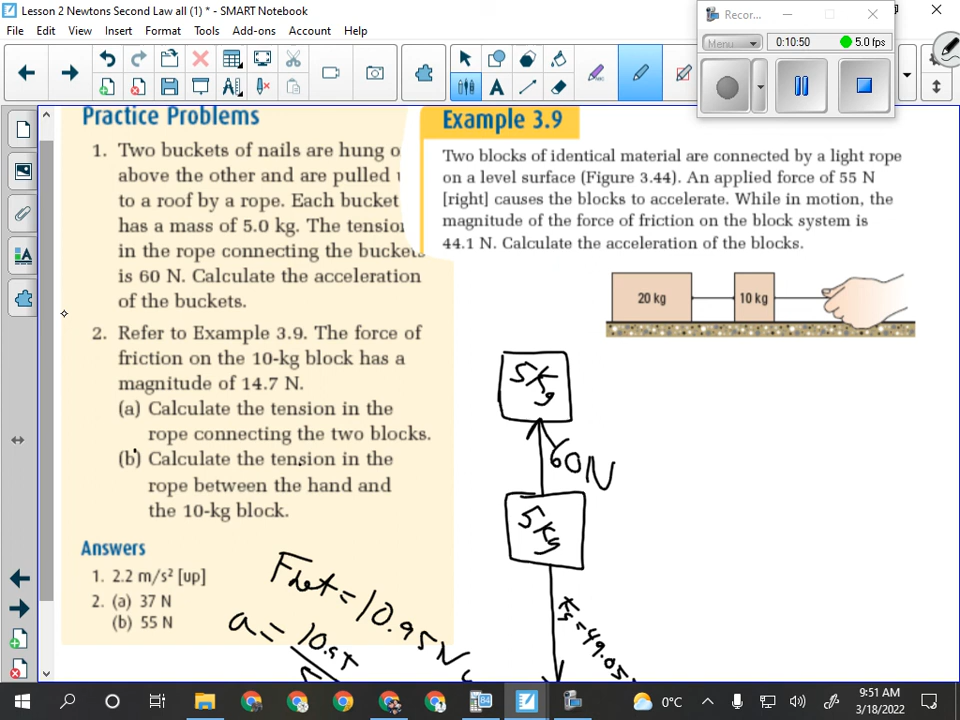 Lesson 2 Newtons Second Law all (1) * - SMART Notebook
Recor...
File Edit View Insert Format Tools Add-ons Account Help
Menu 0:10:50 5.0 fps
Practice Problems
1. Two buckets of nails are hung o
above the other and are pulled
to a roof by a rope. Each bucket
has a mass of 5.0 kg. The tensio
in the rope connecting the buckets
is 60 N. Calculate the acceleration
of the buckets.
2. Refer to Example 3.9. The force of
friction on the 10-kg block has a
magnitude of 14.7 N.
(a) Calculate the tension in the
rope connecting the two blocks.
(b) Calculate the tension in the
rope between the hand and
the 10-kg block.
Answers
1. 2.2 m/s² [up]
2. (a) 37 N
(b) 55 N
Example 3.9
Two blocks of identical material are connected by a light rope
on a level surface (Figure 3.44). An applied force of 55 N
[right] causes the blocks to accelerate. While in motion, the
magnitude of the force of friction on the block system is
44.1 N. Calculate the acceleration of the blocks.
20 kg
10 kg
5Kg
60N
5Kg
Fnet = 10.95N
a = 10.95
=49.05
0°C
9:51 AM
3/18/2022